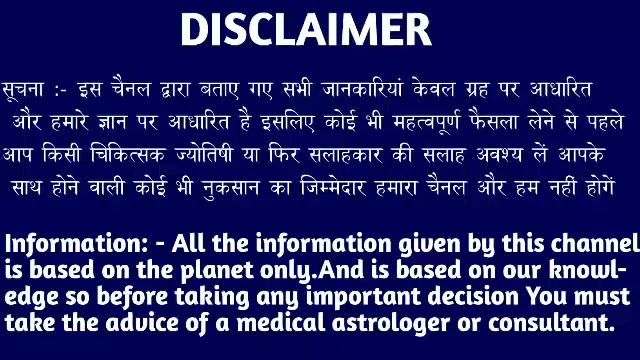 DISCLAIMER
सूचना :- इस चैनल द्वारा बताए गए सभी जानकारियां केवल ग्रह पर आधारित
और हमारे ज्ञान पर आधारित है इसलिए कोई भी महत्वपूर्ण फैसला लेने से पहले
आप किसी चिकित्सक ज्योतिषी या फिर सलाहकार की सलाह अवश्य लें आपके
साथ होने वाली कोई भी नुकसान का जिम्मेदार हमारा चैनल और हम नहीं होगें
Information: - All the information given by this channel
is based on the planet only.And is based on our knowl-
edge so before taking any important decision You must
take the advice of a medical astrologer or consultant.